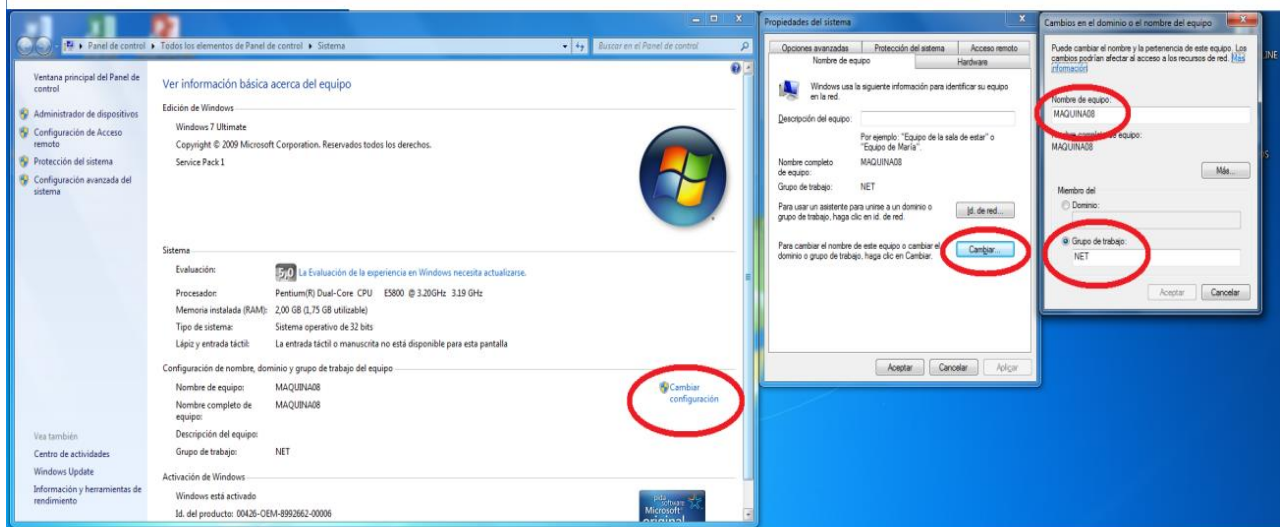 Panel de control ▸ Todos los elementos de Panel de control ▸ Sistema
Buscar en el Panel de control
Ventana principal del Panel de
control
Administrador de dispositivos
Configuración de Acceso
remoto
Protección del sistema
Configuración avanzada del
sistema
Vea también
Centro de actividades
Windows Update
Información y herramientas de
rendimiento
Ver información básica acerca del equipo
Edición de Windows
Windows 7 Ultimate
Copyright © 2009 Microsoft Corporation. Reservados todos los derechos.
Service Pack 1
Sistema
Evaluación: 5,0 La Evaluación de la experiencia en Windows necesita actualizarse.
Procesador: Pentium(R) Dual-Core CPU E5800 @ 3.20GHz 3.19 GHz
Memoria instalada (RAM): 2,00 GB (1,75 GB utilizable)
Tipo de sistema: Sistema operativo de 32 bits
Lápiz y entrada táctil: La entrada táctil o manuscrita no está disponible para esta pantalla
Configuración de nombre, dominio y grupo de trabajo del equipo
Nombre de equipo: MAQUINA08
Cambiar
configuración
Nombre completo de MAQUINA08
equipo:
Descripción del equipo:
Grupo de trabajo: NET
Activación de Windows
Windows está activado
Id. del producto: 00426-OEM-8992662-00006
pida
software
Microsoft
original
Propiedades del sistema
Opciones avanzadas Protección del sistema Acceso remoto
Nombre de equipo Hardware
Windows usa la siguiente información para identificar su equipo
en la red.
Descripción del equipo:
Por ejemplo: "Equipo de la sala de estar" o
"Equipo de María".
Nombre completo MAQUINA08
de equipo:
Grupo de trabajo: NET
Para usar un asistente para unirse a un dominio o
grupo de trabajo, haga clic en id. de red.
Id. de red...
Para cambiar el nombre de este equipo o cambiar el
dominio o grupo de trabajo, haga clic en Cambiar.
Cambiar...
Aceptar Cancelar Aplicar
Cambios en el dominio o el nombre del equipo
Puede cambiar el nombre y la pertenencia de este equipo. Los
cambios podrían afectar al acceso a los recursos de red. Más
información
Nombre de equipo:
MAQUINA08
Nombre completo de equipo:
MAQUINA08
Más...
Miembro del
Dominio:
Grupo de trabajo:
NET
Aceptar Cancelar